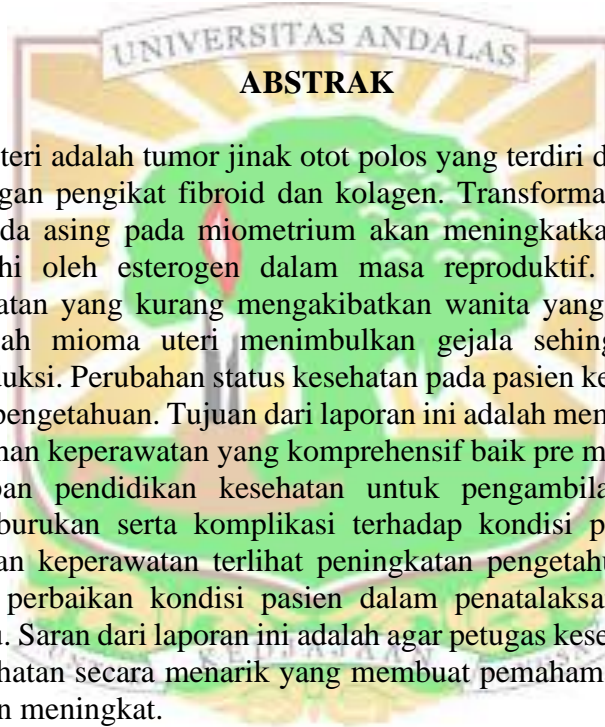 UNIVERSITAS ANDALAS
ABSTRAK
teri adalah tumor jinak otot polos yang terdiri d
gan pengikat fibroid dan kolagen. Transforma
da asing pada miometrium akan meningkatka
hi oleh esterogen dalam masa reproduktif.
atan yang kurang mengakibatkan wanita yang
ah mioma uteri menimbulkan gejala sehing
duksi. Perubahan status kesehatan pada pasien ke
pengetahuan. Tujuan dari laporan ini adalah men
han keperawatan yang komprehensif baik pre m
pan pendidikan kesehatan untuk pengambila
burukan serta komplikasi terhadap kondisi p
an keperawatan terlihat peningkatan pengetahu
perbaikan kondisi pasien dalam penatalaksa
u. Saran dari laporan ini adalah agar petugas kese
hatan secara menarik yang membuat pemaham
n meningkat.